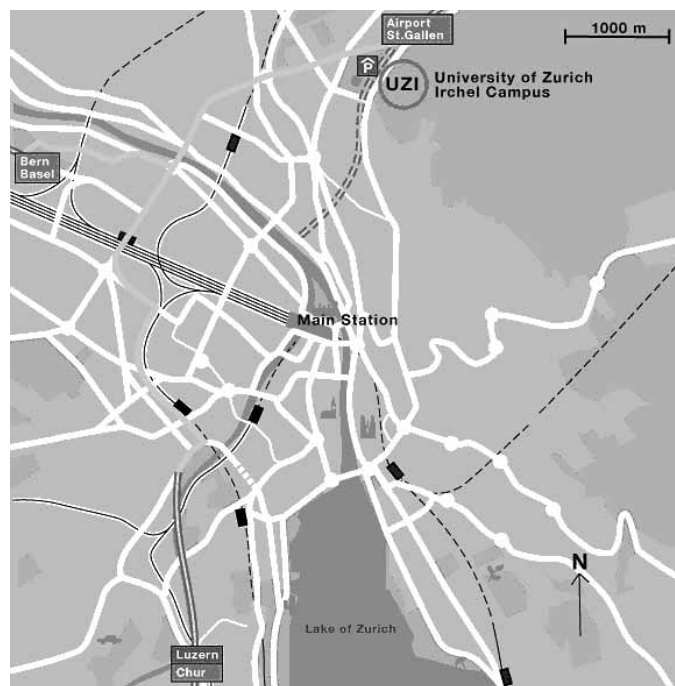 Airport
St.Gallen
1000 m
P
UZI
University of Zurich
Irchel Campus
Bern
Basel
Main Station
N
Lake of Zurich
Luzern
Chur